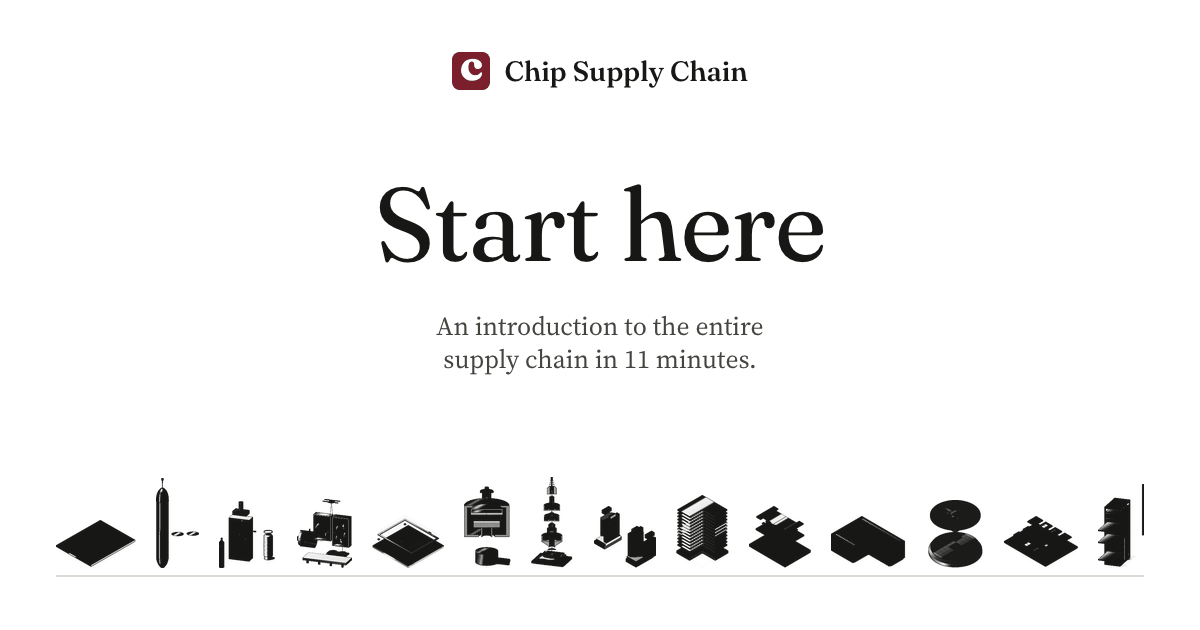 C Chip Supply Chain
Start here
An introduction to the entire
supply chain in 11 minutes.